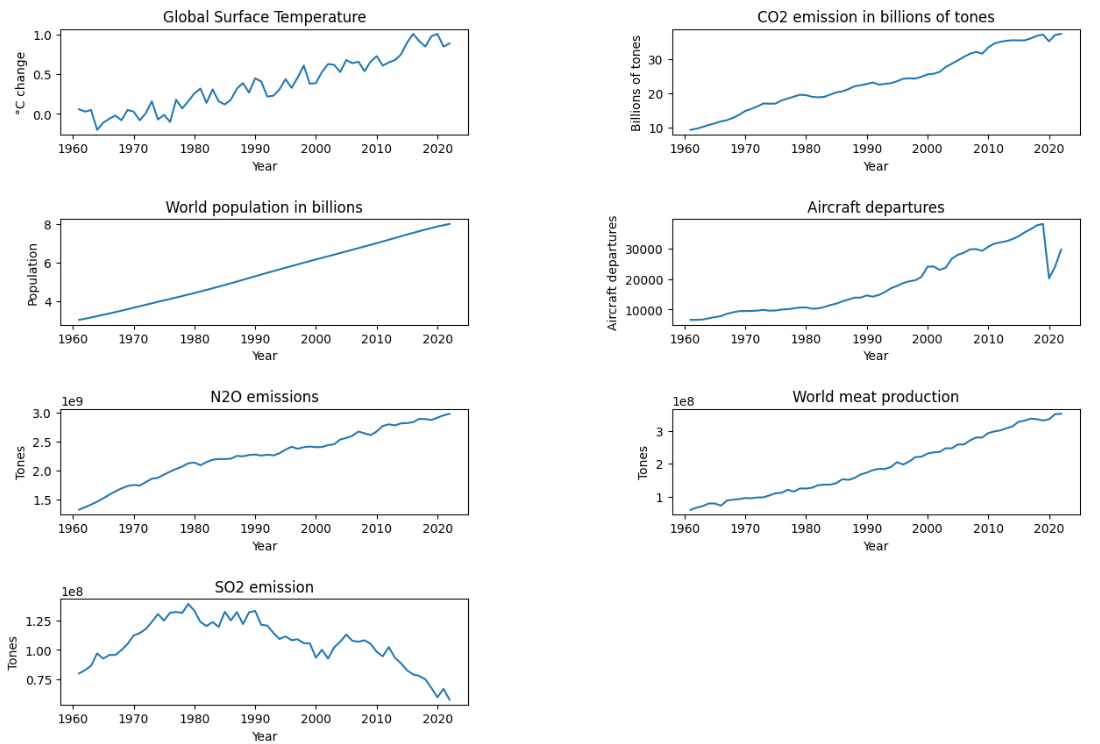 Global Surface Temperature
°C change
1.0
0.5
0.0
1960 1970 1980 1990 2000 2010 2020
Year
CO2 emission in billions of tones
Billions of tones
30
20
10
1960 1970 1980 1990 2000 2010 2020
Year
World population in billions
Population
8
6
4
1960 1970 1980 1990 2000 2010 2020
Year
Aircraft departures
Aircraft departures
30000
20000
10000
1960 1970 1980 1990 2000 2010 2020
Year
N2O emissions
1e9
Tones
3.0
2.5
2.0
1.5
1960 1970 1980 1990 2000 2010 2020
Year
World meat production
1e8
Tones
3
2
1
1960 1970 1980 1990 2000 2010 2020
Year
SO2 emission
1e8
Tones
1.25
1.00
0.75
1960 1970 1980 1990 2000 2010 2020
Year